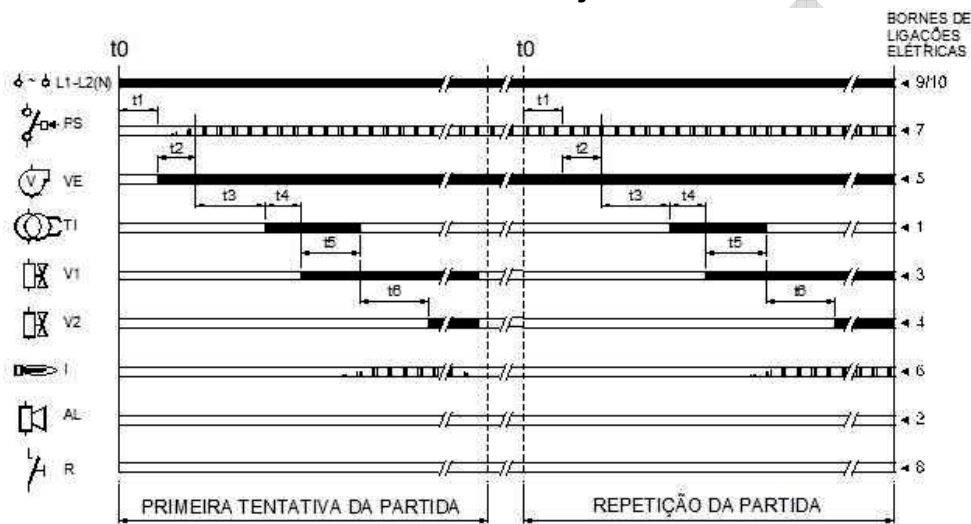 BORNES DE
LIGAÇÕES
ELÉTRICAS
t0
t0
L1-L2(N)
9/10
t1
t1
PS
7
t2
t2
V
VE
5
t3
t4
t3
t4
TI
1
t5
t5
V1
3
t6
t6
V2
4
I
6
AL
2
R
8
PRIMEIRA TENTATIVA DA PARTIDA
REPETIÇÃO DA PARTIDA